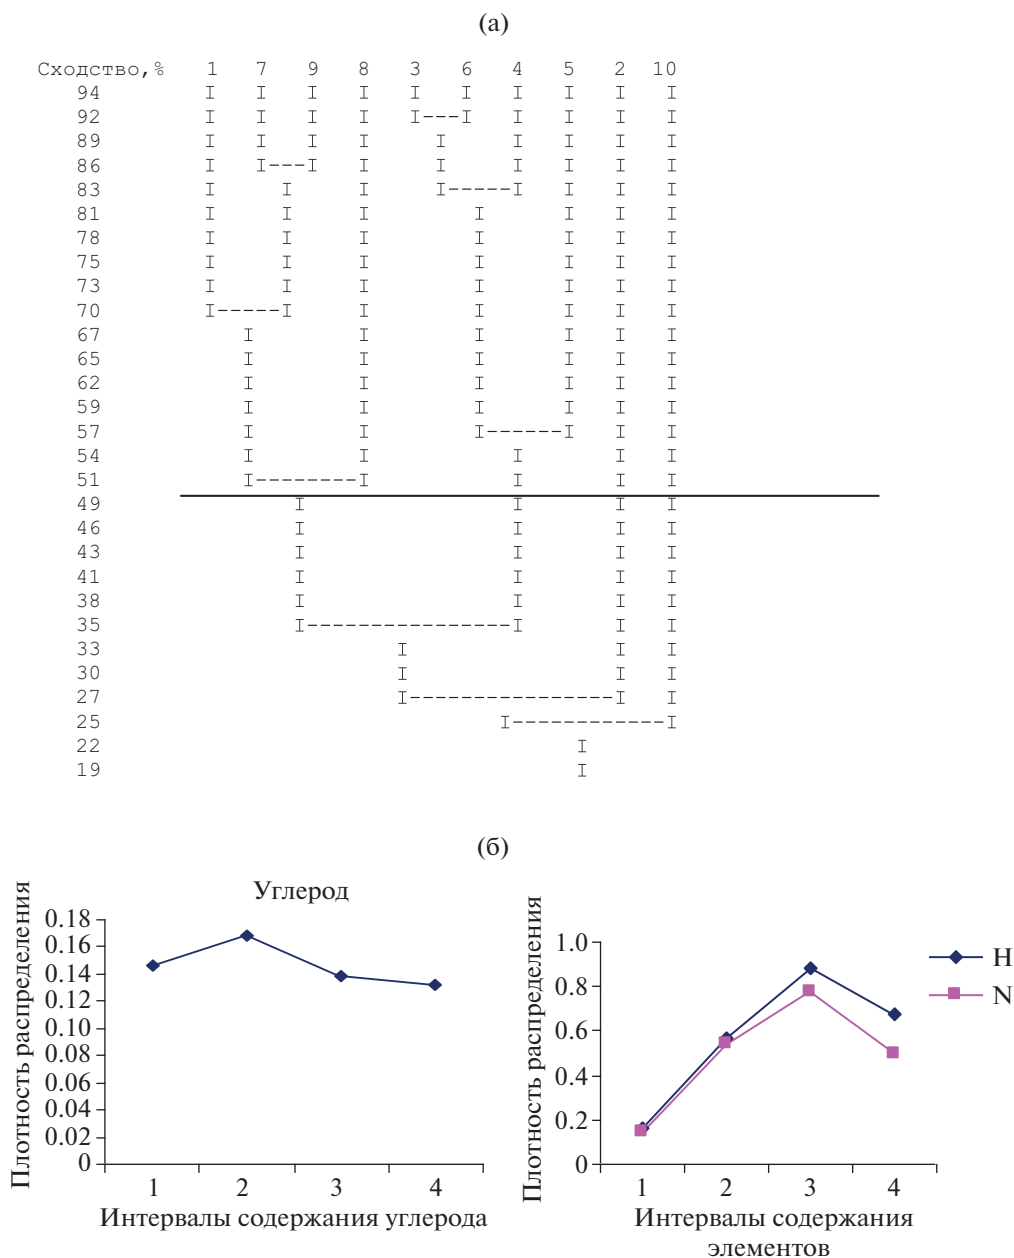 (а)
Сходство,% 1 7 9 8 3 6 4 5 2 10
94 I I I I I I I I I I
92 I I I I I---I I I I I
89 I I I I I I I I I
86 I I---I I I I I I I
83 I I I I-----I I I I
81 I I I I I I I
78 I I I I I I I
75 I I I I I I I
73 I I I I I I I
70 I-----I I I I I I
67 I I I I I I
65 I I I I I I
62 I I I I I I
59 I I I I I I
57 I I I------I I I
54 I I I I I
51 I--------I I I I
49 I I I I
46 I I I I
43 I I I I
41 I I I I
38 I I I I
35 I----------------I I I
33 I I I
30 I I I
27 I----------------I I
25 I------------I
22 I
19 I
(б)
Углерод
Плотность распределения
0.18
0.16
0.14
0.12
0.10
0.08
0.06
0.04
0.02
0
1 2 3 4
Интервалы содержания углерода
Плотность распределения
1.0
0.8
0.6
0.4
0.2
0
1 2 3 4
Интервалы содержания
элементов
H
N